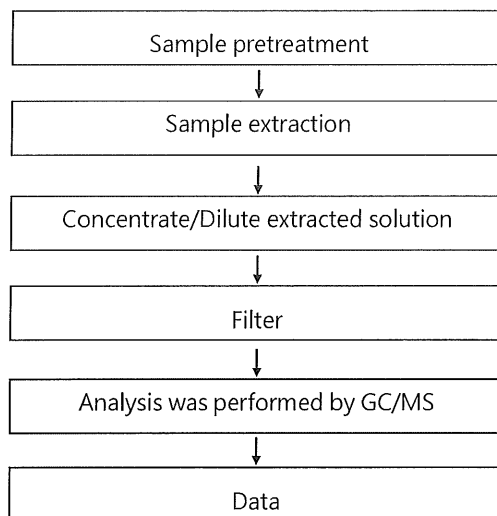 Sample pretreatment
Sample extraction
Concentrate/Dilute extracted solution
Filter
Analysis was performed by GC/MS
Data